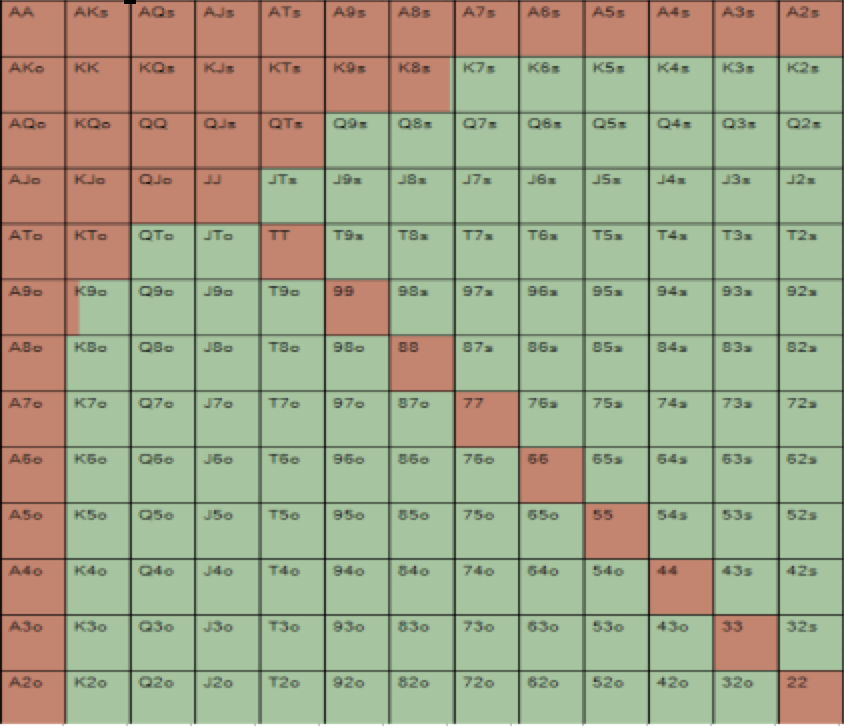 AA AKs AQs AJs ATs A9s A8s A7s A6s A5s A4s A3s A2s
AKo KK KQs KJs KTs K9s K8s K7s K6s K5s K4s K3s K2s
AQo KQo QQ QJs QTs Q9s Q8s Q7s Q6s Q5s Q4s Q3s Q2s
AJo KJo QJo JJ JTs J9s J8s J7s J6s J5s J4s J3s J2s
ATo KTo QTo JTo TT T9s T8s T7s T6s T5s T4s T3s T2s
A9o K9o Q9o J9o T9o 99 98s 97s 96s 95s 94s 93s 92s
A8o K8o Q8o J8o T8o 98o 88 87s 86s 85s 84s 83s 82s
A7o K7o Q7o J7o T7o 97o 87o 77 76s 75s 74s 73s 72s
A6o K6o Q6o J6o T6o 96o 86o 76o 66 65s 64s 63s 62s
A5o K5o Q5o J5o T5o 95o 85o 75o 65o 55 54s 53s 52s
A4o K4o Q4o J4o T4o 94o 84o 74o 64o 54o 44 43s 42s
A3o K3o Q3o J3o T3o 93o 83o 73o 63o 53o 43o 33 32s
A2o K2o Q2o J2o T2o 92o 82o 72o 62o 52o 42o 32o 22